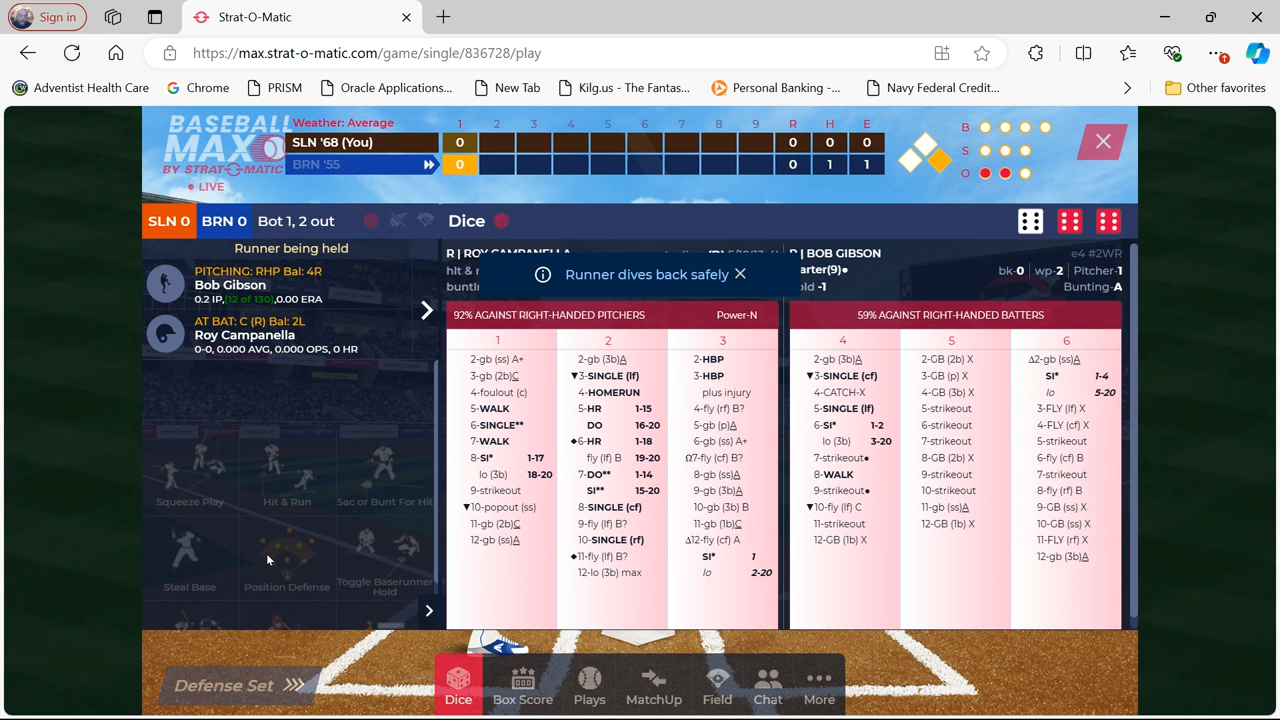 Sign in
Strat-O-Matic
https://max.strat-o-matic.com/game/single/836728/play
Adventist Health Care
Chrome
PRISM
Oracle Applications...
New Tab
Kilg.us - The Fantas...
Personal Banking -...
Navy Federal Credit...
Other favorites
BASEBALL
MAX
BY STRAT-O-MATIC
LIVE
Weather: Average 1 2 3 4 5 6 7 8 9 R H E
SLN '68 (You) 0 0 0 0
BRN '55 0 0 1 1
B
S
O
SLN 0 BRN 0 Bot 1, 2 out
Dice
Runner being held
PITCHING: RHP Bal: 4R
Bob Gibson
0.2 IP,(12 of 130),0.00 ERA
AT BAT: C (R) Bal: 2L
Roy Campanella
0-0, 0.000 AVG, 0.000 OPS, 0 HR
Squeeze Play
Hit & Run
Sac or Bunt For Hit
Steal Base
Position Defense
Toggle Baserunner
Hold
R | ROY CAMPANELLA
hit & r
bunti
Runner dives back safely
R | BOB GIBSON
arter(9)●
old -1
e4 #2WR
bk-0 | wp-2 | Pitcher-1
Bunting-A
92% AGAINST RIGHT-HANDED PITCHERS Power-N
1
2-gb (ss) A+
3-gb (2b)C
4-foulout (c)
5-WALK
6-SINGLE**
7-WALK
8-SI* 1-17
lo (3b) 18-20
9-strikeout
▼10-popout (ss)
11-gb (2b)C
12-gb (ss)A
2
2-gb (3b)A
▼3-SINGLE (lf)
4-HOMERUN
5-HR 1-15
DO 16-20
◆6-HR 1-18
fly (lf) B 19-20
7-DO** 1-14
SI** 15-20
8-SINGLE (cf)
9-fly (lf) B?
10-SINGLE (rf)
◆11-fly (lf) B?
12-lo (3b) max
3
2-HBP
3-HBP
plus injury
4-fly (rf) B?
5-gb (p)A
6-gb (ss) A+
Ω7-fly (cf) B?
8-gb (ss)A
9-gb (3b)A
10-gb (3b) B
11-gb (1b)C
Δ12-fly (cf) A
SI* 1
lo 2-20
59% AGAINST RIGHT-HANDED BATTERS
4
2-gb (3b)A
▼3-SINGLE (cf)
4-CATCH-X
5-SINGLE (lf)
6-SI* 1-2
lo (3b) 3-20
7-strikeout●
8-WALK
9-strikeout●
▼10-fly (lf) C
11-strikeout
12-GB (1b) X
5
2-GB (2b) X
3-GB (p) X
4-GB (3b) X
5-strikeout
6-strikeout
7-strikeout
8-GB (2b) X
9-strikeout
10-strikeout
11-gb (ss)A
12-GB (1b) X
6
Δ2-gb (ss)A
SI* 1-4
lo 5-20
3-FLY (lf) X
4-FLY (cf) X
5-strikeout
6-fly (cf) B
7-strikeout
8-fly (rf) B
9-GB (ss) X
10-GB (ss) X
11-FLY (rf) X
12-gb (3b)A
Defense Set
Dice
Box Score
Plays
MatchUp
Field
Chat
More